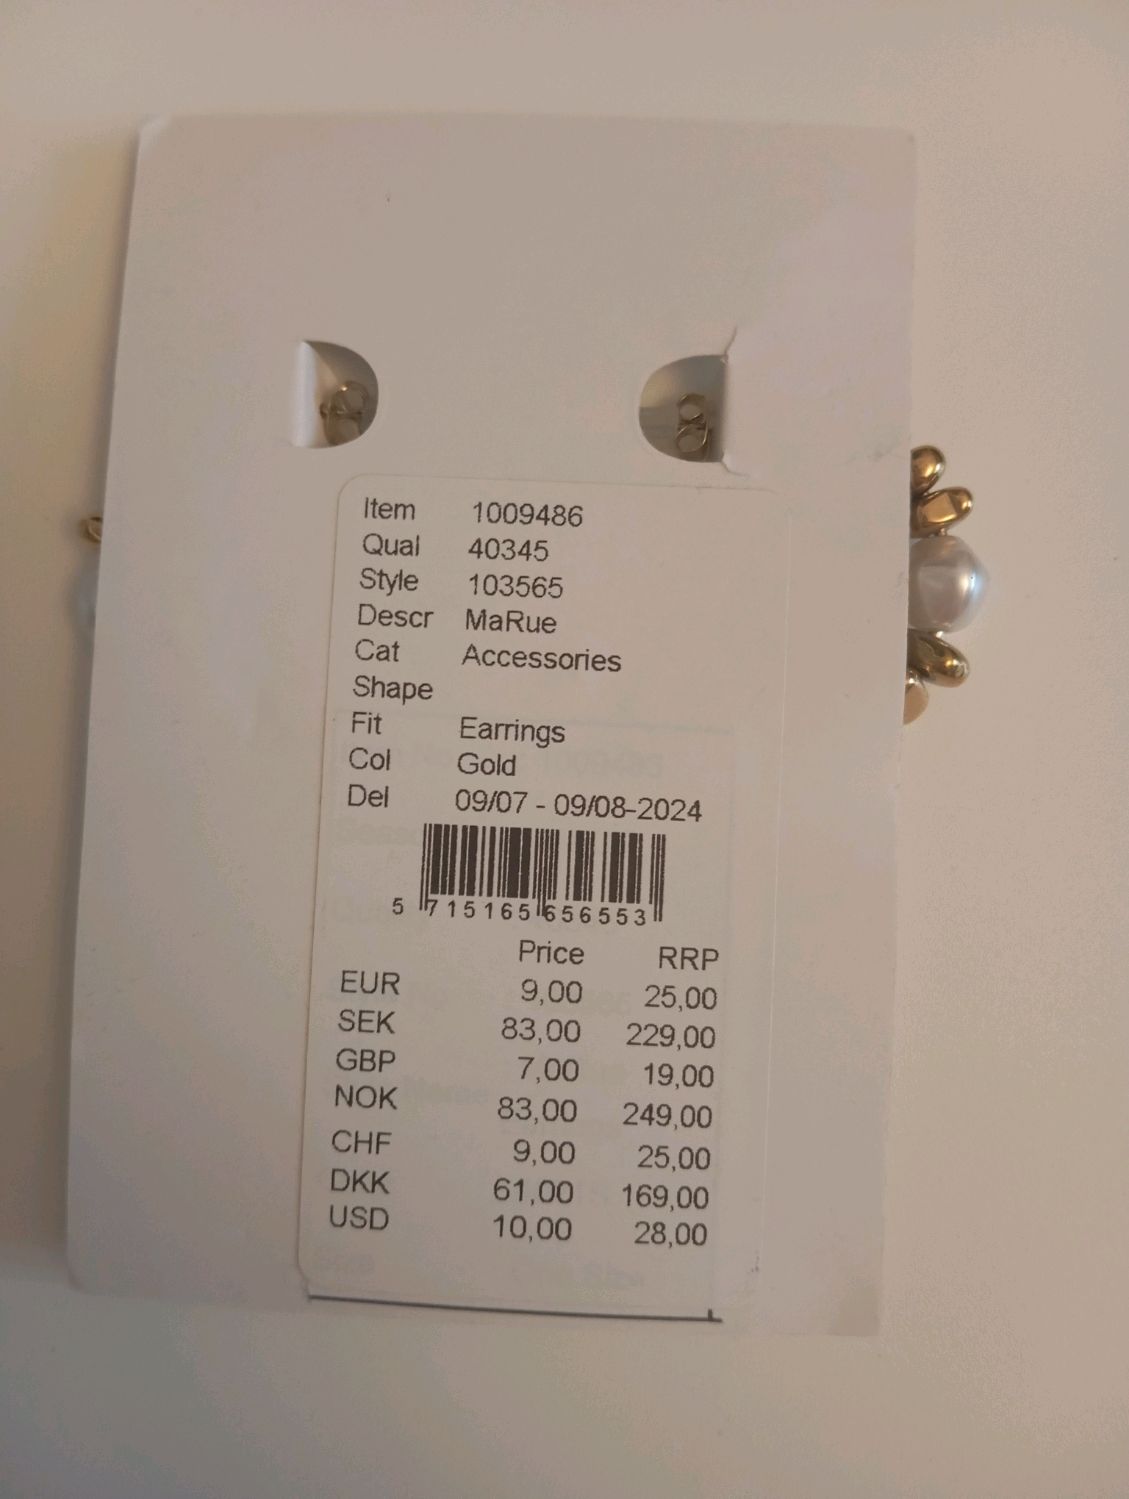 Item 1009486
Qual 40345
Style 103565
Descr MaRue
Cat Accessories
Shape
Fit Earrings
Col Gold
Del 09/07 - 09/08-2024
5 715165 656553
Price RRP
EUR 9,00 25,00
SEK 83,00 229,00
GBP 7,00 19,00
NOK 83,00 249,00
CHF 9,00 25,00
DKK 61,00 169,00
USD 10,00 28,00